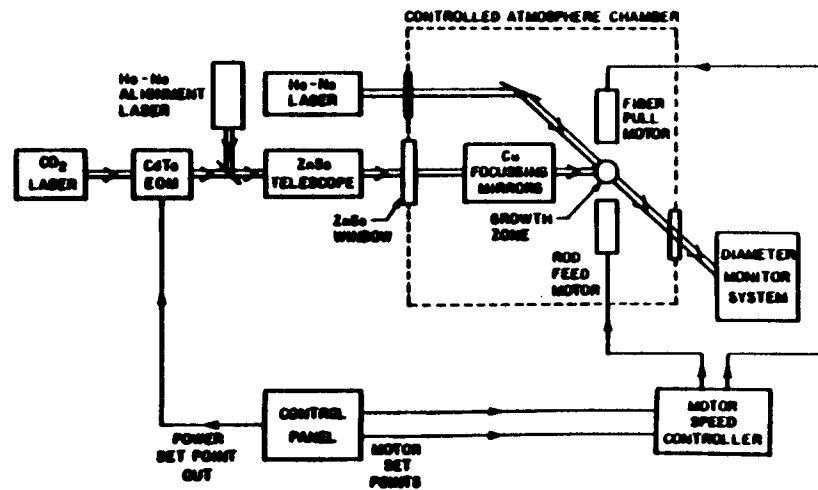 CONTROLLED ATMOSPHERE CHAMBER
He-Ne
ALIGNMENT
LASER
He-Ne
LASER
FIBER
PULL
MOTOR
CO2
LASER
CdTe
EOM
ZnSe
TELESCOPE
Cu
FOCUSSING
MIRRORS
ZnSe
WINDOW
GROWTH
ZONE
ROD
FEED
MOTOR
DIAMETER
MONITOR
SYSTEM
CONTROL
PANEL
MOTOR
SPEED
CONTROLLER
POWER
SET POINT
OUT
MOTOR
SET
POINTS